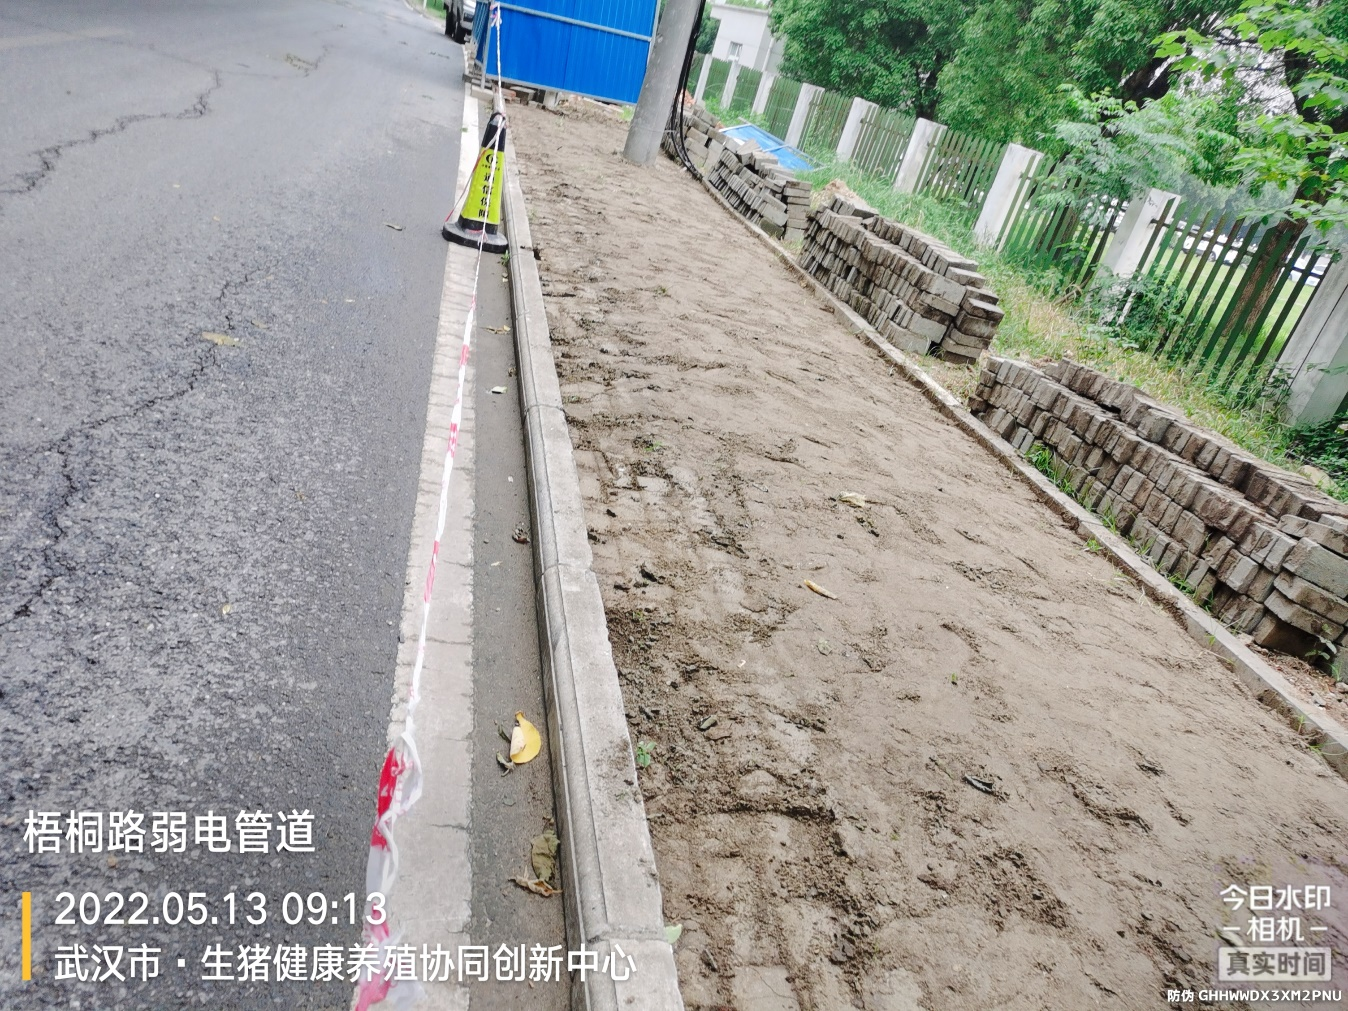 梧桐路弱电管道
2022.05.13 09:13
武汉市·生猪健康养殖协同创新中心
今日水印
-相机-
真实时间
防伪 GHHWWDX3XM2PNU